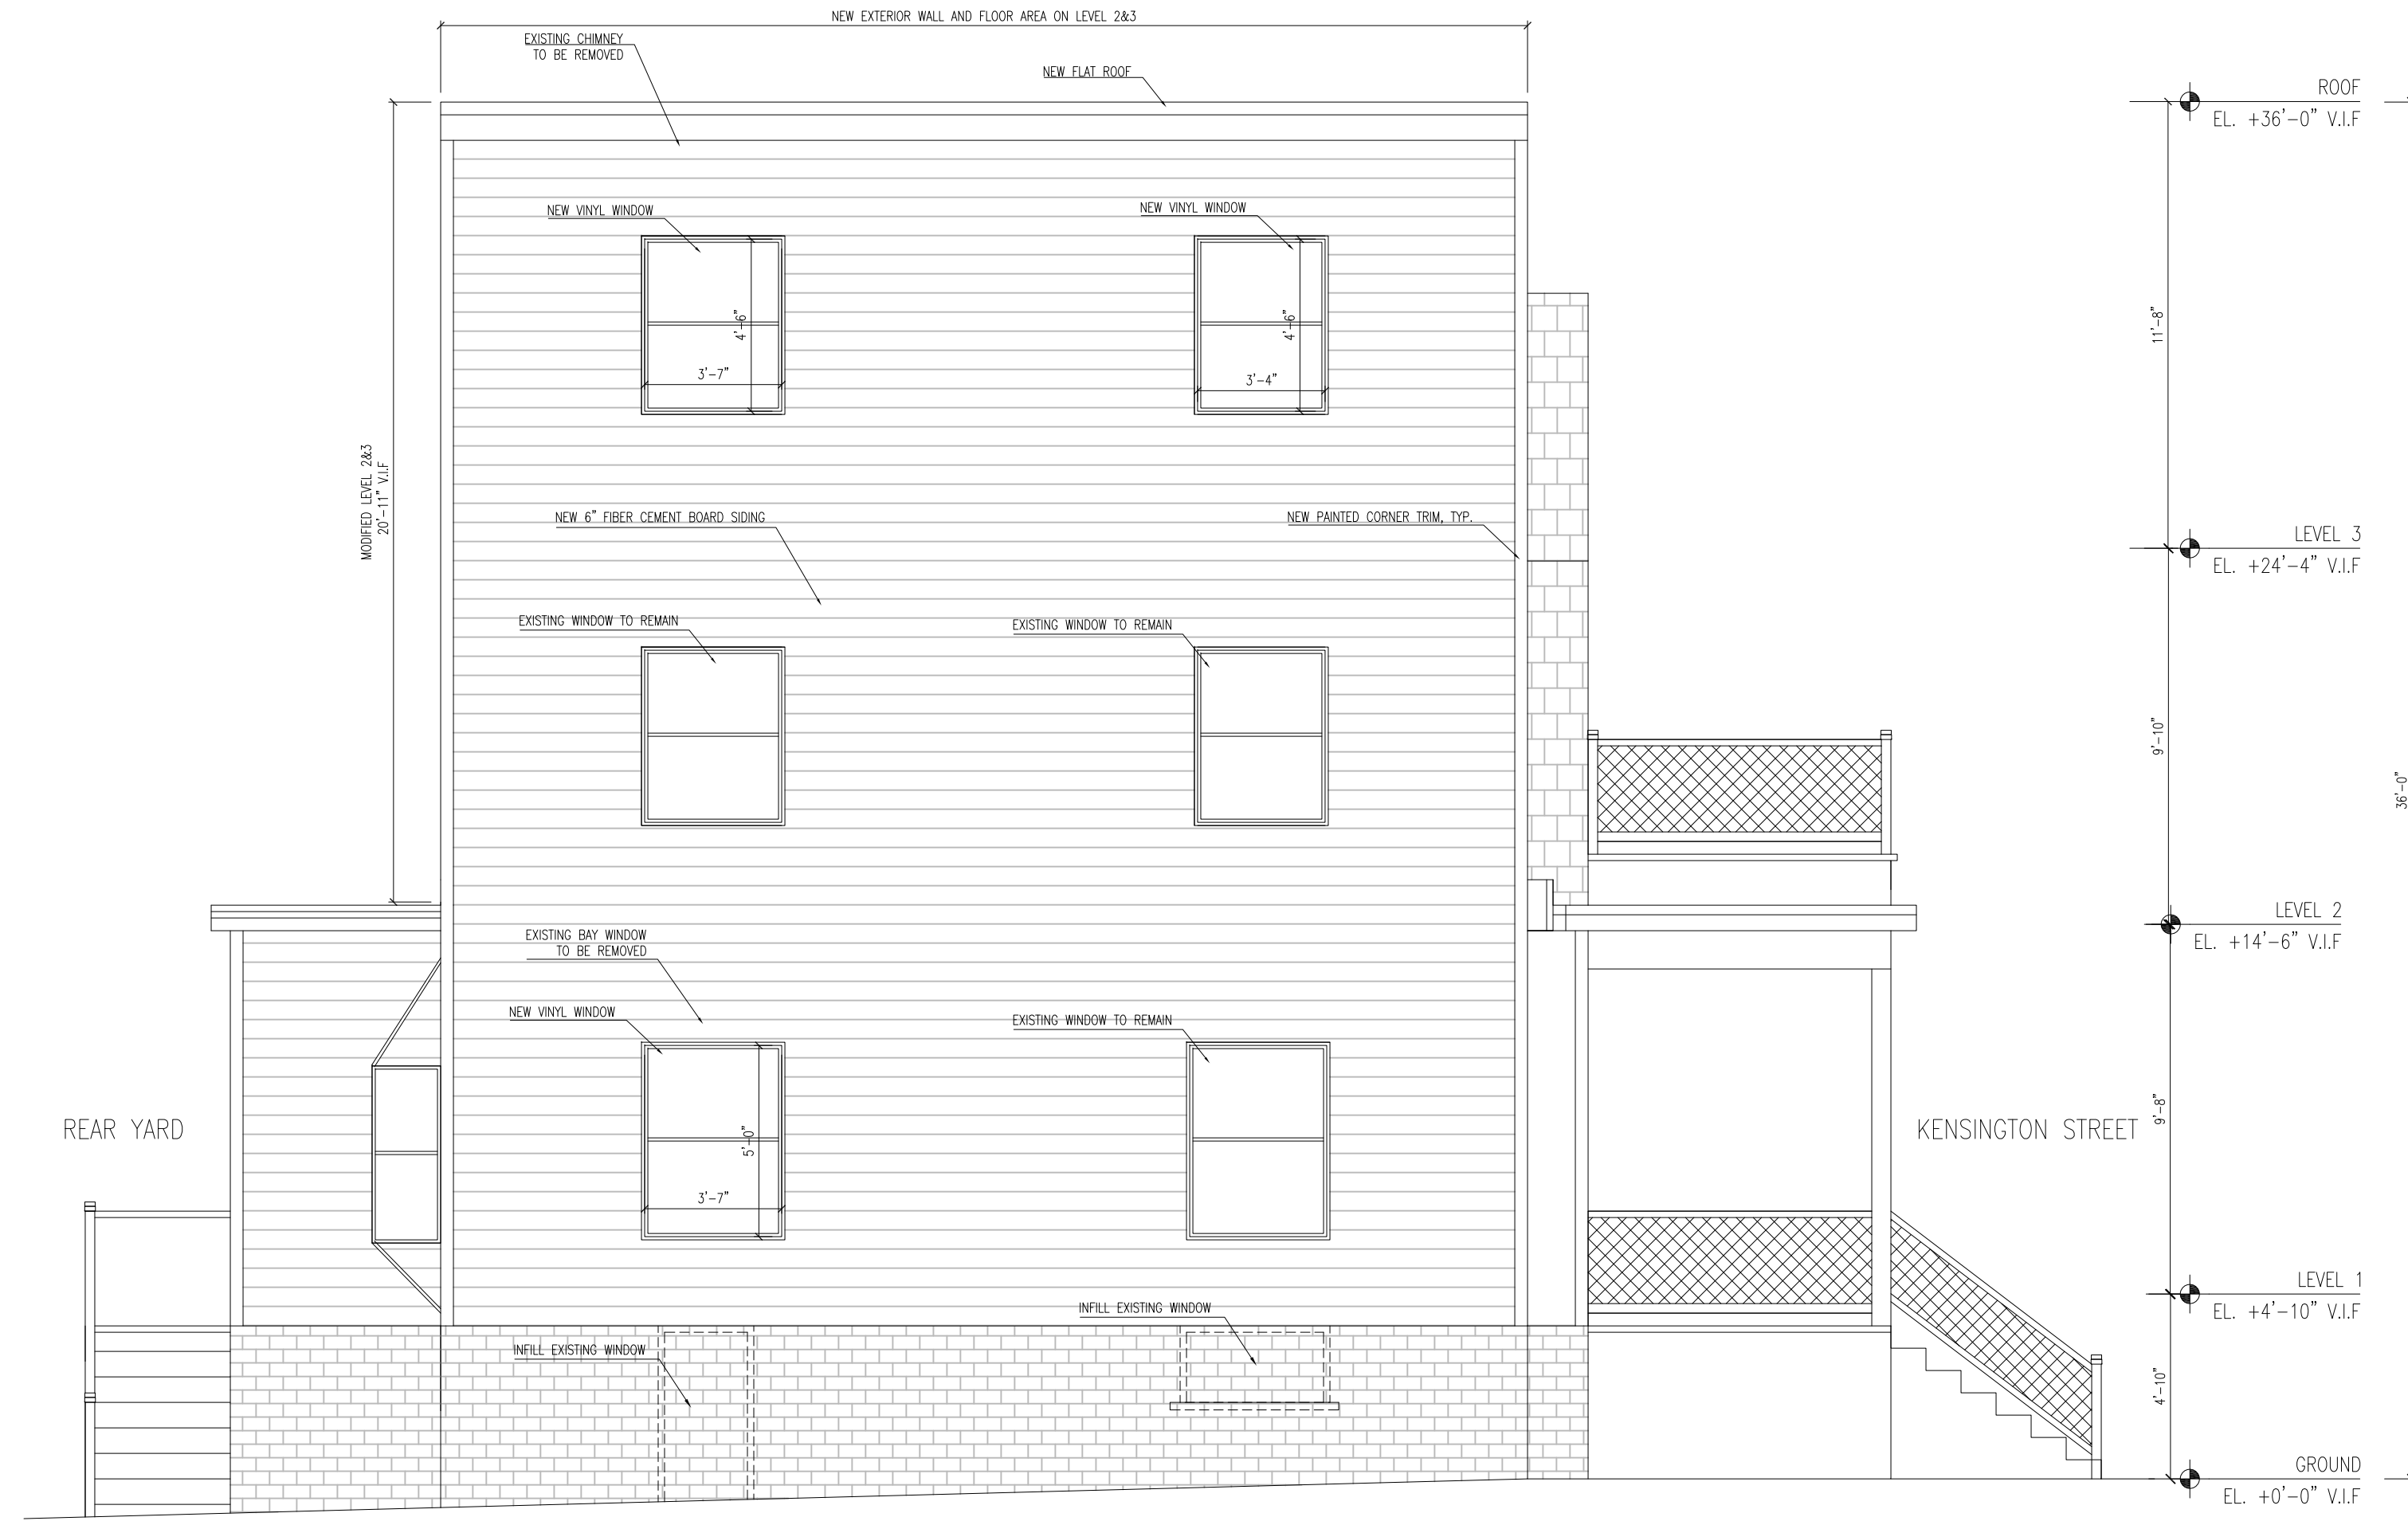 NEW EXTERIOR WALL AND FLOOR AREA ON LEVEL 2&3
EXISTING CHIMNEY
TO BE REMOVED
NEW FLAT ROOF
ROOF
EL. +36'-0" V.I.F
NEW VINYL WINDOW
NEW VINYL WINDOW
4'-6"
3'-7"
4'-6"
3'-4"
11'-8"
MODIFIED LEVEL 2&3
20'-11" V.I.F
NEW 6" FIBER CEMENT BOARD SIDING
NEW PAINTED CORNER TRIM, TYP.
LEVEL 3
EL. +24'-4" V.I.F
EXISTING WINDOW TO REMAIN
EXISTING WINDOW TO REMAIN
9'-10"
36'-0"
LEVEL 2
EL. +14'-6" V.I.F
EXISTING BAY WINDOW
TO BE REMOVED
NEW VINYL WINDOW
EXISTING WINDOW TO REMAIN
5'-0"
3'-7"
REAR YARD
KENSINGTON STREET
9'-8"
LEVEL 1
EL. +4'-10" V.I.F
INFILL EXISTING WINDOW
INFILL EXISTING WINDOW
4'-10"
GROUND
EL. +0'-0" V.I.F